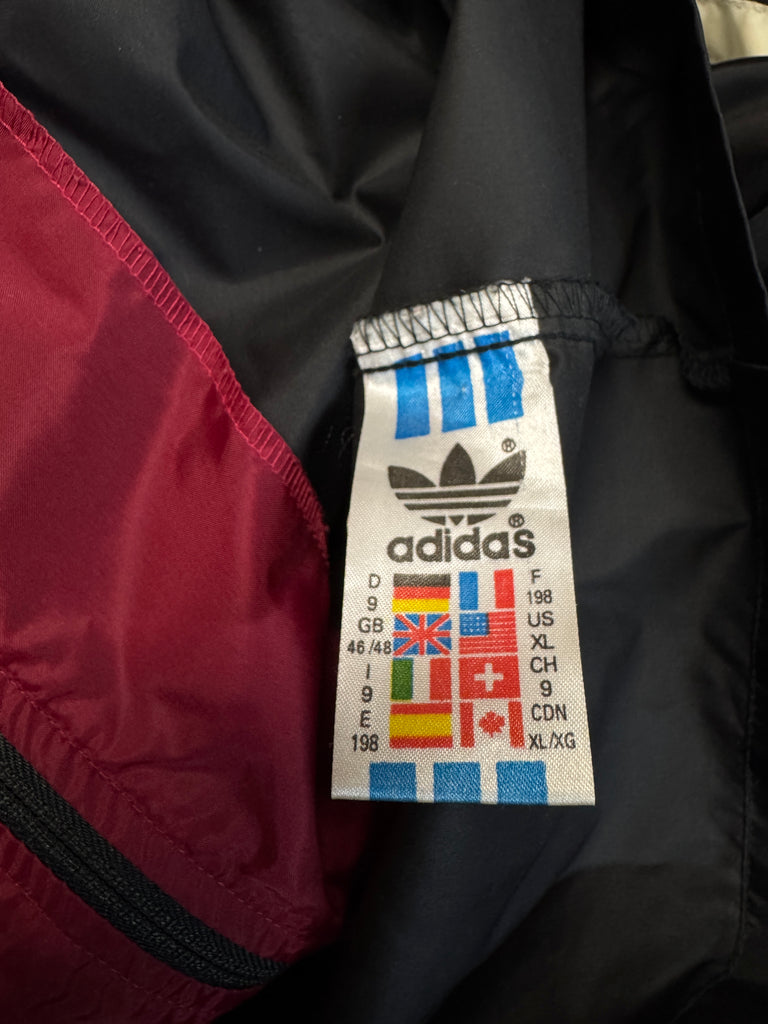 ®
adidas®
D F
9 198
GB US
46/48 XL
I CH
9 9
E CDN
198 XL/XG